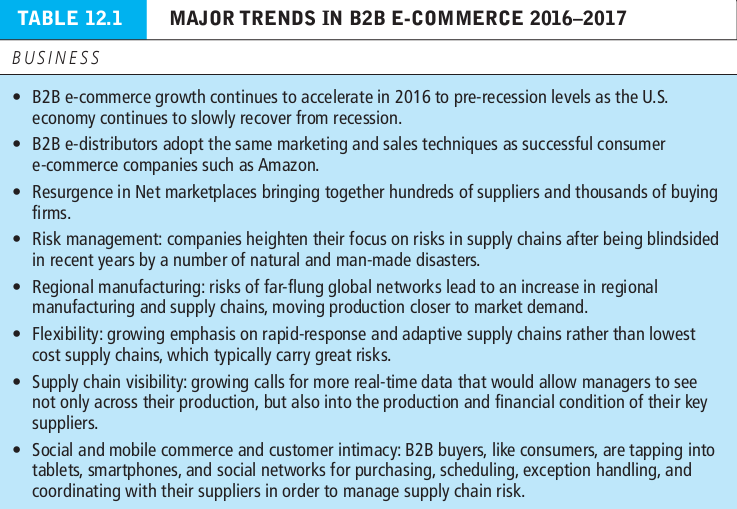 TABLE 12.1 MAJOR TRENDS IN B2B E-COMMERCE 2016–2017
BUSINESS
• B2B e-commerce growth continues to accelerate in 2016 to pre-recession levels as the U.S.
economy continues to slowly recover from recession.
• B2B e-distributors adopt the same marketing and sales techniques as successful consumer
e-commerce companies such as Amazon.
• Resurgence in Net marketplaces bringing together hundreds of suppliers and thousands of buying
firms.
• Risk management: companies heighten their focus on risks in supply chains after being blindsided
in recent years by a number of natural and man-made disasters.
• Regional manufacturing: risks of far-flung global networks lead to an increase in regional
manufacturing and supply chains, moving production closer to market demand.
• Flexibility: growing emphasis on rapid-response and adaptive supply chains rather than lowest
cost supply chains, which typically carry great risks.
• Supply chain visibility: growing calls for more real-time data that would allow managers to see
not only across their production, but also into the production and financial condition of their key
suppliers.
• Social and mobile commerce and customer intimacy: B2B buyers, like consumers, are tapping into
tablets, smartphones, and social networks for purchasing, scheduling, exception handling, and
coordinating with their suppliers in order to manage supply chain risk.